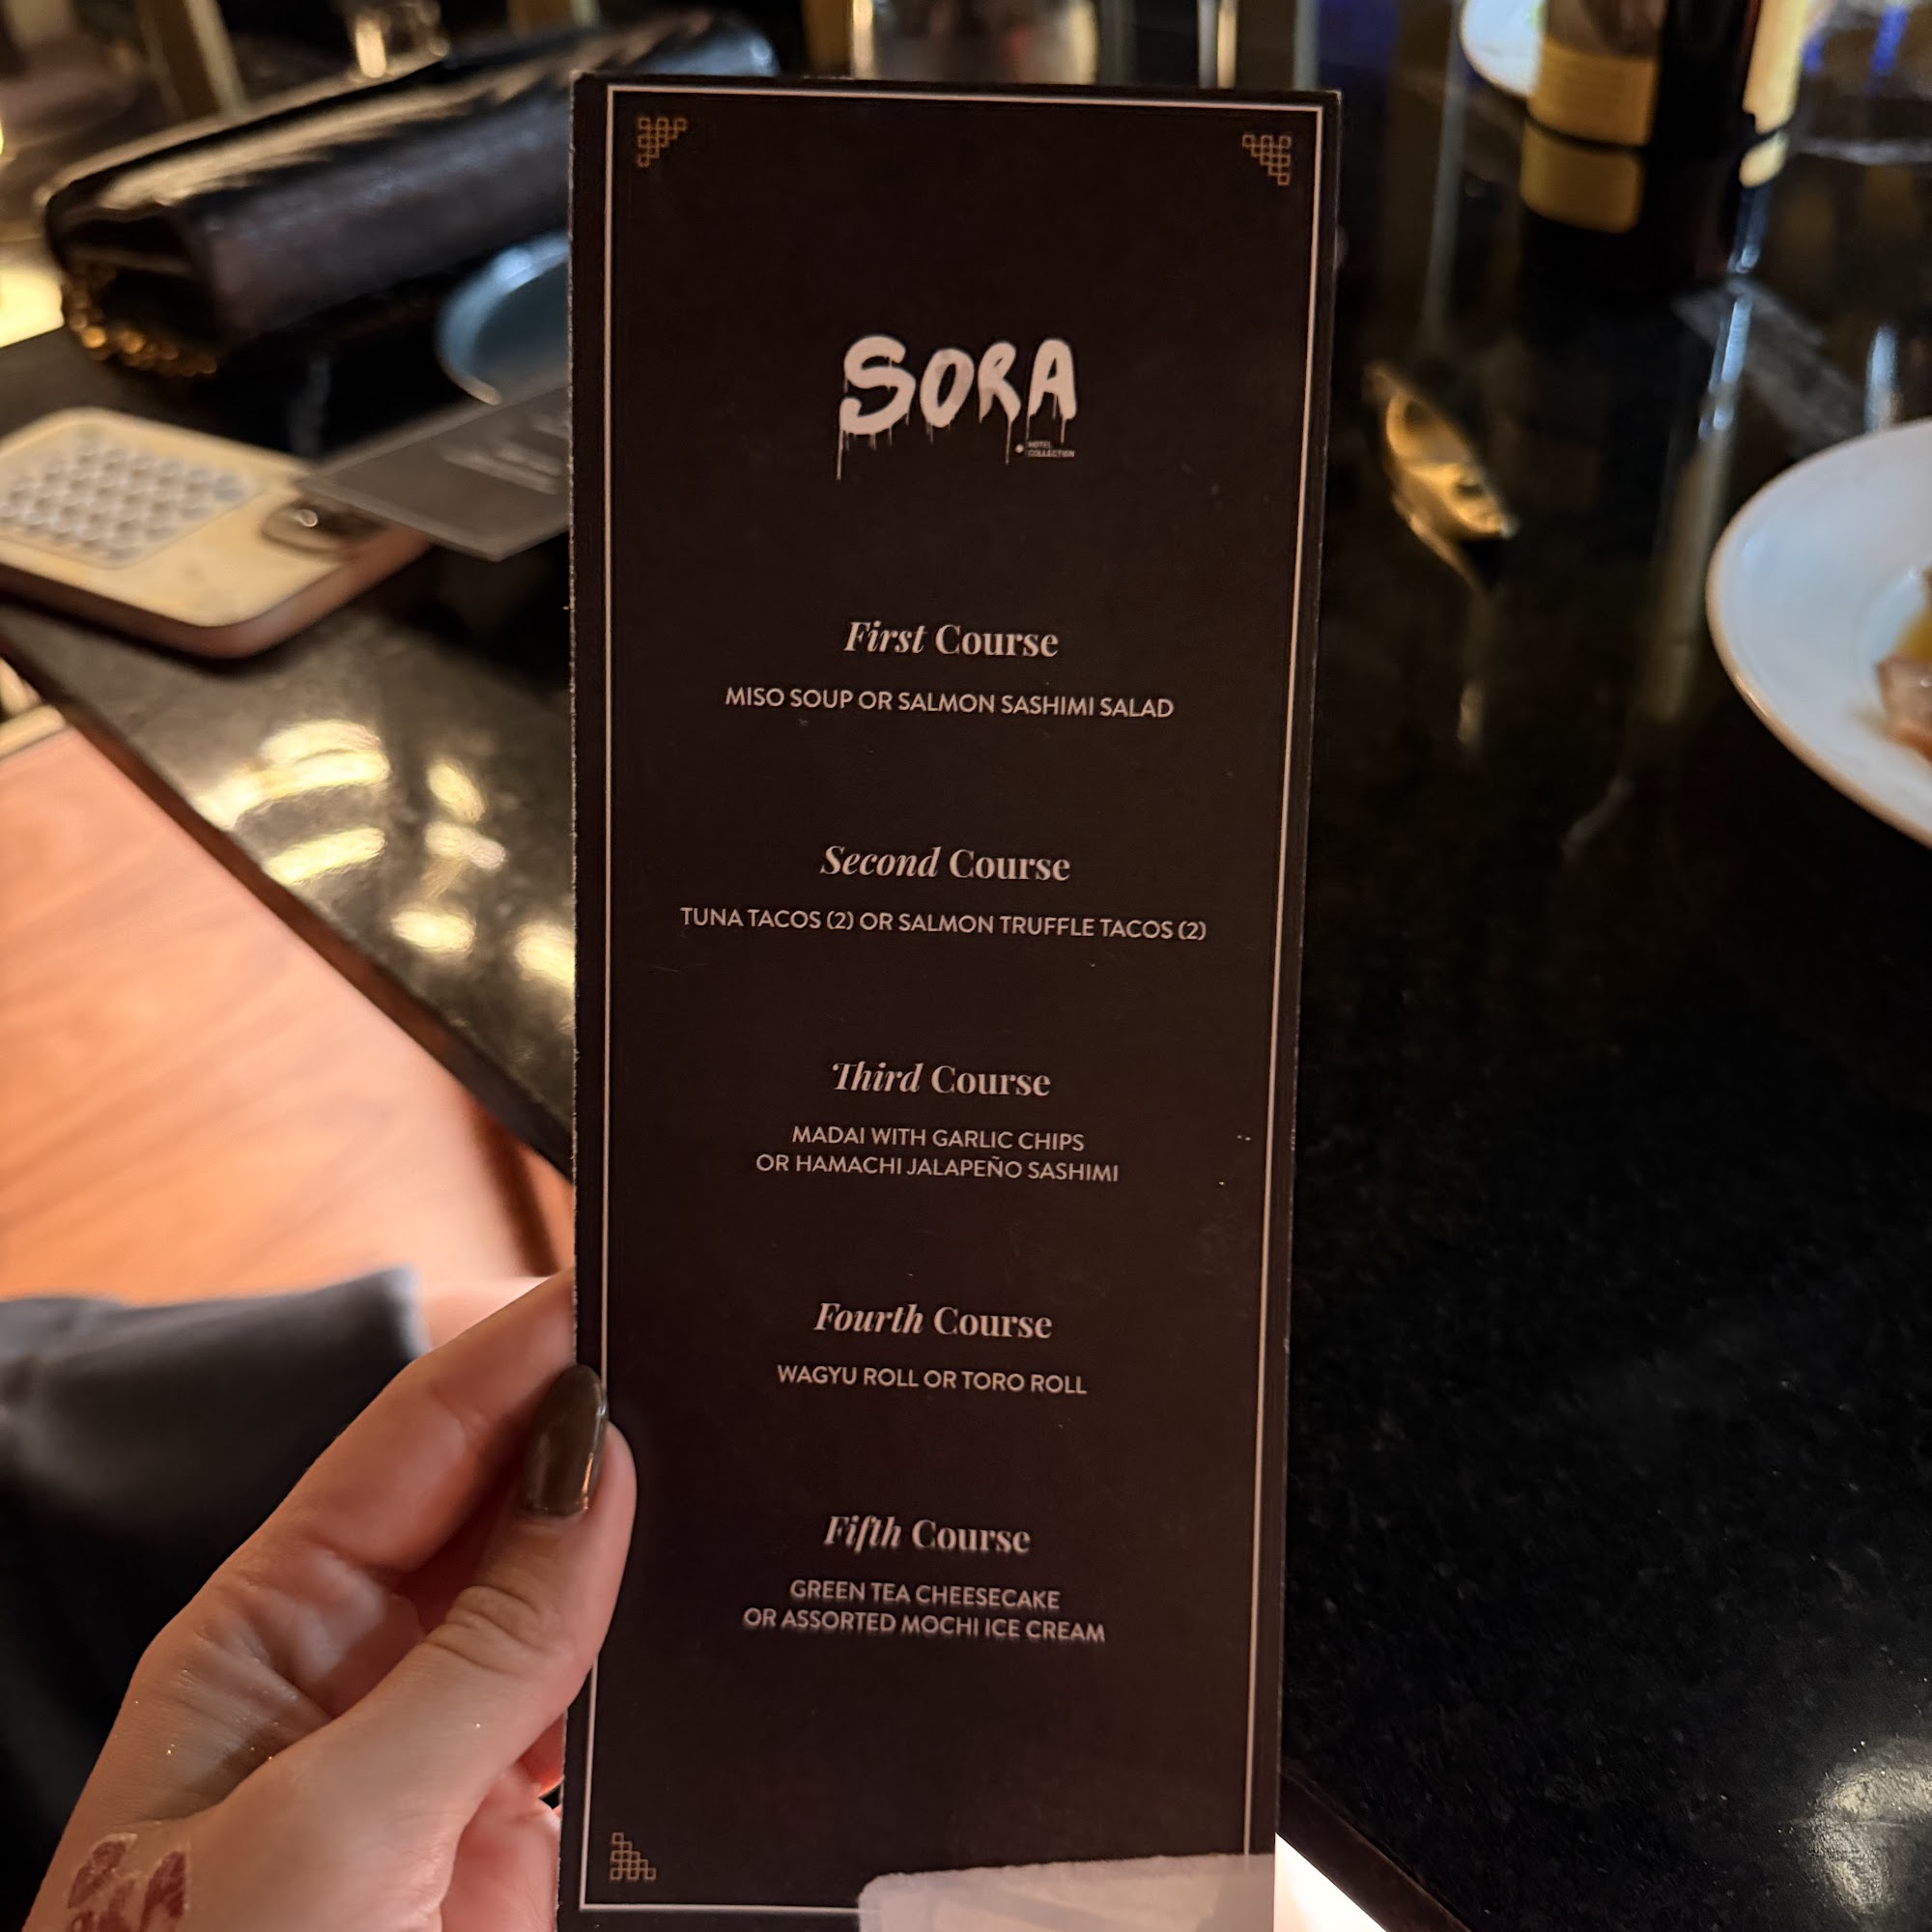 SORA
HOTEL
COLLECTION
First Course
MISO SOUP OR SALMON SASHIMI SALAD
Second Course
TUNA TACOS (2) OR SALMON TRUFFLE TACOS (2)
Third Course
MADAI WITH GARLIC CHIPS
OR HAMACHI JALAPEÑO SASHIMI
Fourth Course
WAGYU ROLL OR TORO ROLL
Fifth Course
GREEN TEA CHEESECAKE
OR ASSORTED MOCHI ICE CREAM